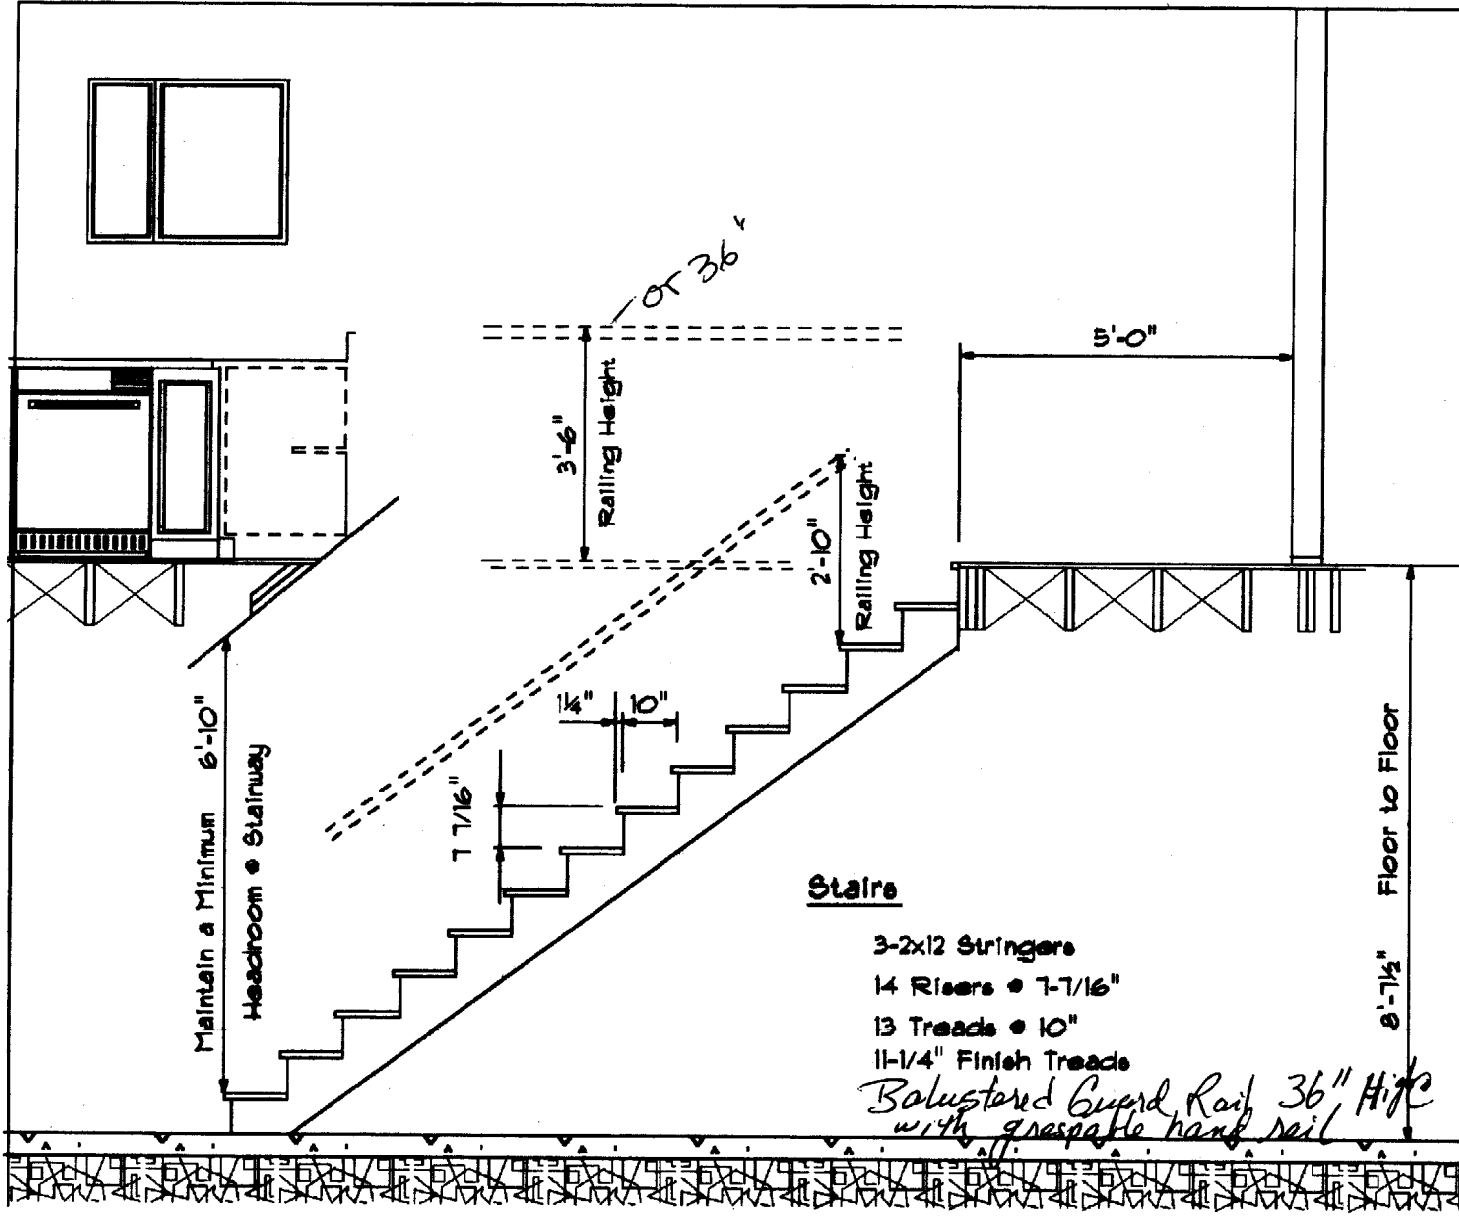 or 36"
5'-0"
3'-6"
Railing Height
2'-10"
Railing Height
1¼"
10"
7 7/16"
Maintain a Minimum 6'-10"
Headroom @ Stairway
8'-7½" Floor to Floor
Stairs
3-2x12 Stringers
14 Risers @ 7-7/16"
13 Treads @ 10"
11-1/4" Finish Treads
Balustered Guard Rail 36" High
with graspable hand rail